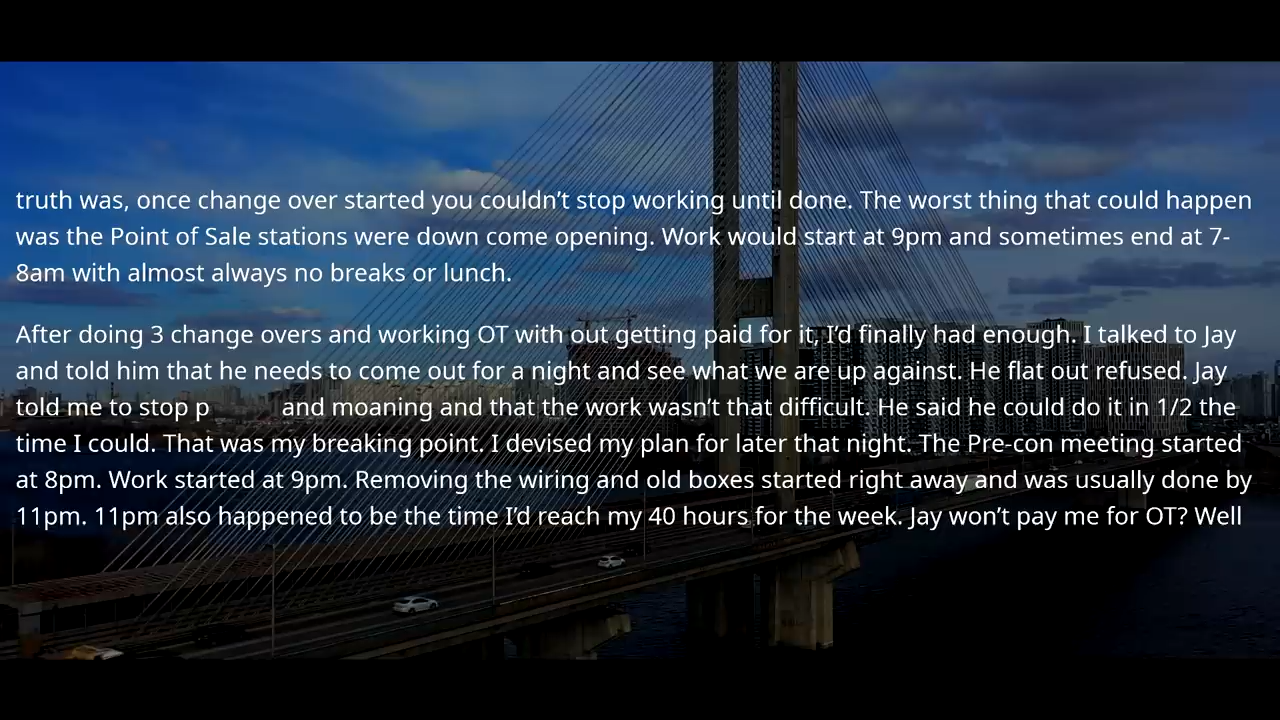 truth was, once change over started you couldn’t stop working until done. The worst thing that could happen
was the Point of Sale stations were down come opening. Work would start at 9pm and sometimes end at 7-
8am with almost always no breaks or lunch.
After doing 3 change overs and working OT with out getting paid for it, I’d finally had enough. I talked to Jay
and told him that he needs to come out for a night and see what we are up against. He flat out refused. Jay
told me to stop p and moaning and that the work wasn’t that difficult. He said he could do it in 1/2 the
time I could. That was my breaking point. I devised my plan for later that night. The Pre-con meeting started
at 8pm. Work started at 9pm. Removing the wiring and old boxes started right away and was usually done by
11pm. 11pm also happened to be the time I’d reach my 40 hours for the week. Jay won’t pay me for OT? Well